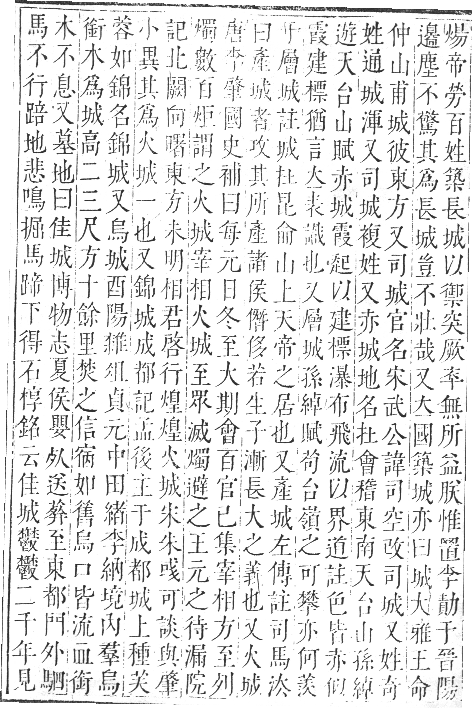 煬帝勞百姓築長城以禦突厥卒無所益朕惟置李勣于晉陽
邊塵不驚其為長城豈不壯哉又大國築城亦曰城大雅王命
仲山甫城彼東方又司城官名宋武公諱司空改司城又姓奇
姓通城渾又司城複姓又赤城地名在會稽東南天台山孫綽
遊天台山賦赤城霞起以建標瀑布飛流以界道註色皆赤似
霞建標猶言大表識也又層城孫綽賦苟台嶺之可攀亦何羨
于層城註城在昆侖山上天帝之居也又產城左傳註司馬法
曰產城者攻其所產諸侯僭侈若生子漸長大之義也又火城
唐李肇國史補曰每元日冬至大期會百官已集宰相方至列
燭數百炬謂之火城宰相火城至眾滅燭避之王元之待漏院
記北闕向曙東方未明相君啓行煌煌火城宋朱彧可談與肇
小異其為火城一也又錦城成都記孟後主于成都城上種芙
蓉如錦名錦城又烏城酉陽雜俎貞元中田緒李納境內羣烏
銜木為城高二三尺方十餘里焚之信宿如舊烏口皆流血銜
木不息又墓地曰佳城博物志夏侯嬰死送葬至東都門外駟
馬不行踣地悲鳴掘馬蹄下得石椁銘云佳城鬱鬱二千年見